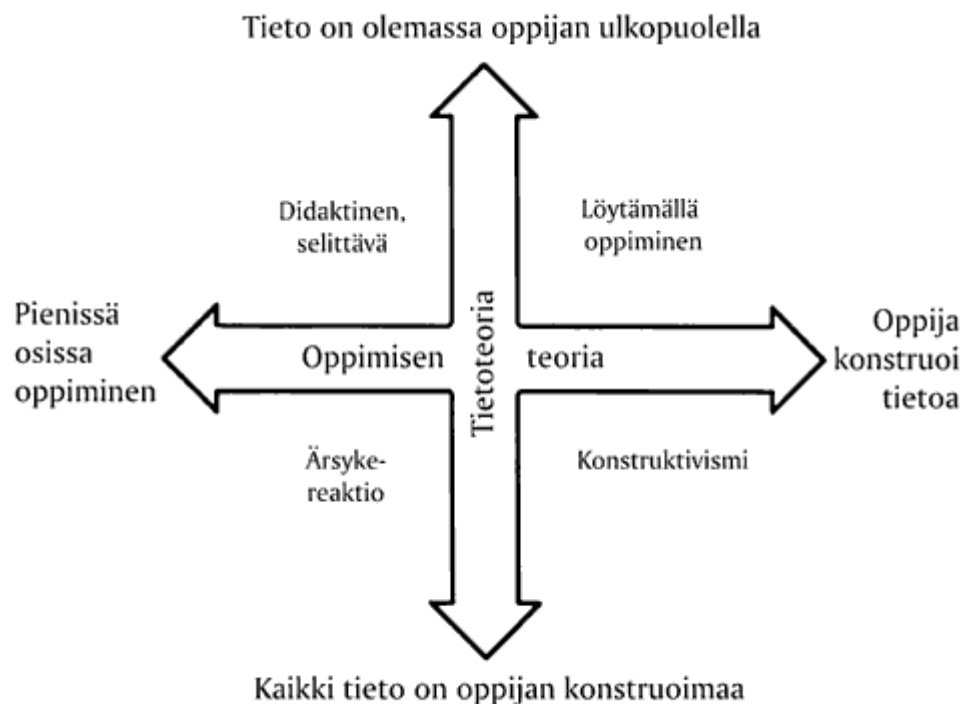 Tieto on olemassa oppijan ulkopuolella
Didaktinen,
selittävä
Löytämällä
oppiminen
Pienissä
osissa
oppiminen
Oppimisen teoria
Tietoteoria
Oppija
konstruoi
tietoa
Ärsyke-
reaktio
Konstruktivismi
Kaikki tieto on oppijan konstruoimaa